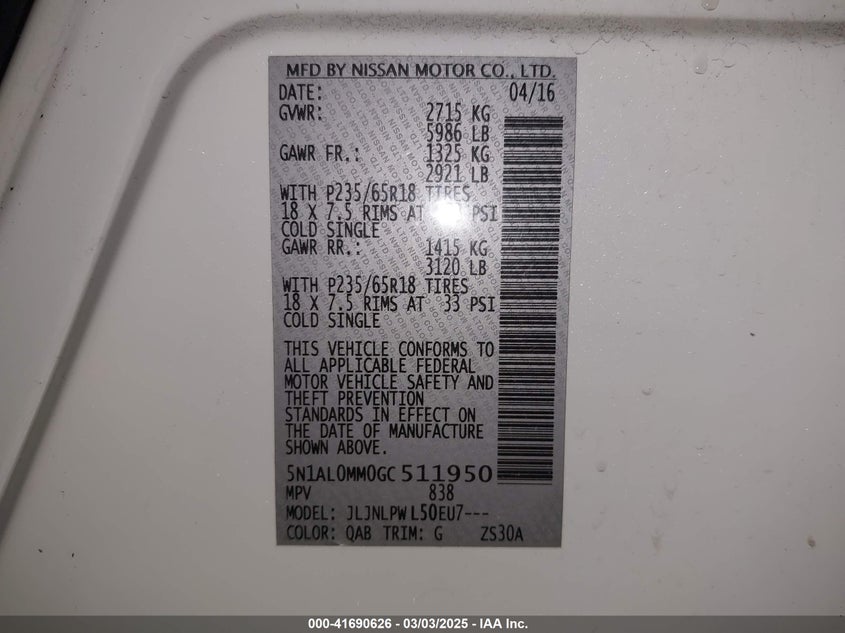 MFD BY NISSAN MOTOR CO., LTD.
DATE: 04/16
GVWR: 2715 KG
5986 LB
GAWR FR.: 1325 KG
2921 LB
WITH P235/65R18 TIRES
18 X 7.5 RIMS AT PSI
COLD SINGLE
GAWR RR.: 1415 KG
3120 LB
WITH P235/65R18 TIRES
18 X 7.5 RIMS AT 33 PSI
COLD SINGLE
THIS VEHICLE CONFORMS TO
ALL APPLICABLE FEDERAL
MOTOR VEHICLE SAFETY AND
THEFT PREVENTION
STANDARDS IN EFFECT ON
THE DATE OF MANUFACTURE
SHOWN ABOVE.
5N1AL0MM0GC511950
MPV 838
MODEL: JLJNLPWL50EU7---
COLOR: QAB TRIM: G ZS30A
000-41690626 - 03/03/2025 - IAA Inc.